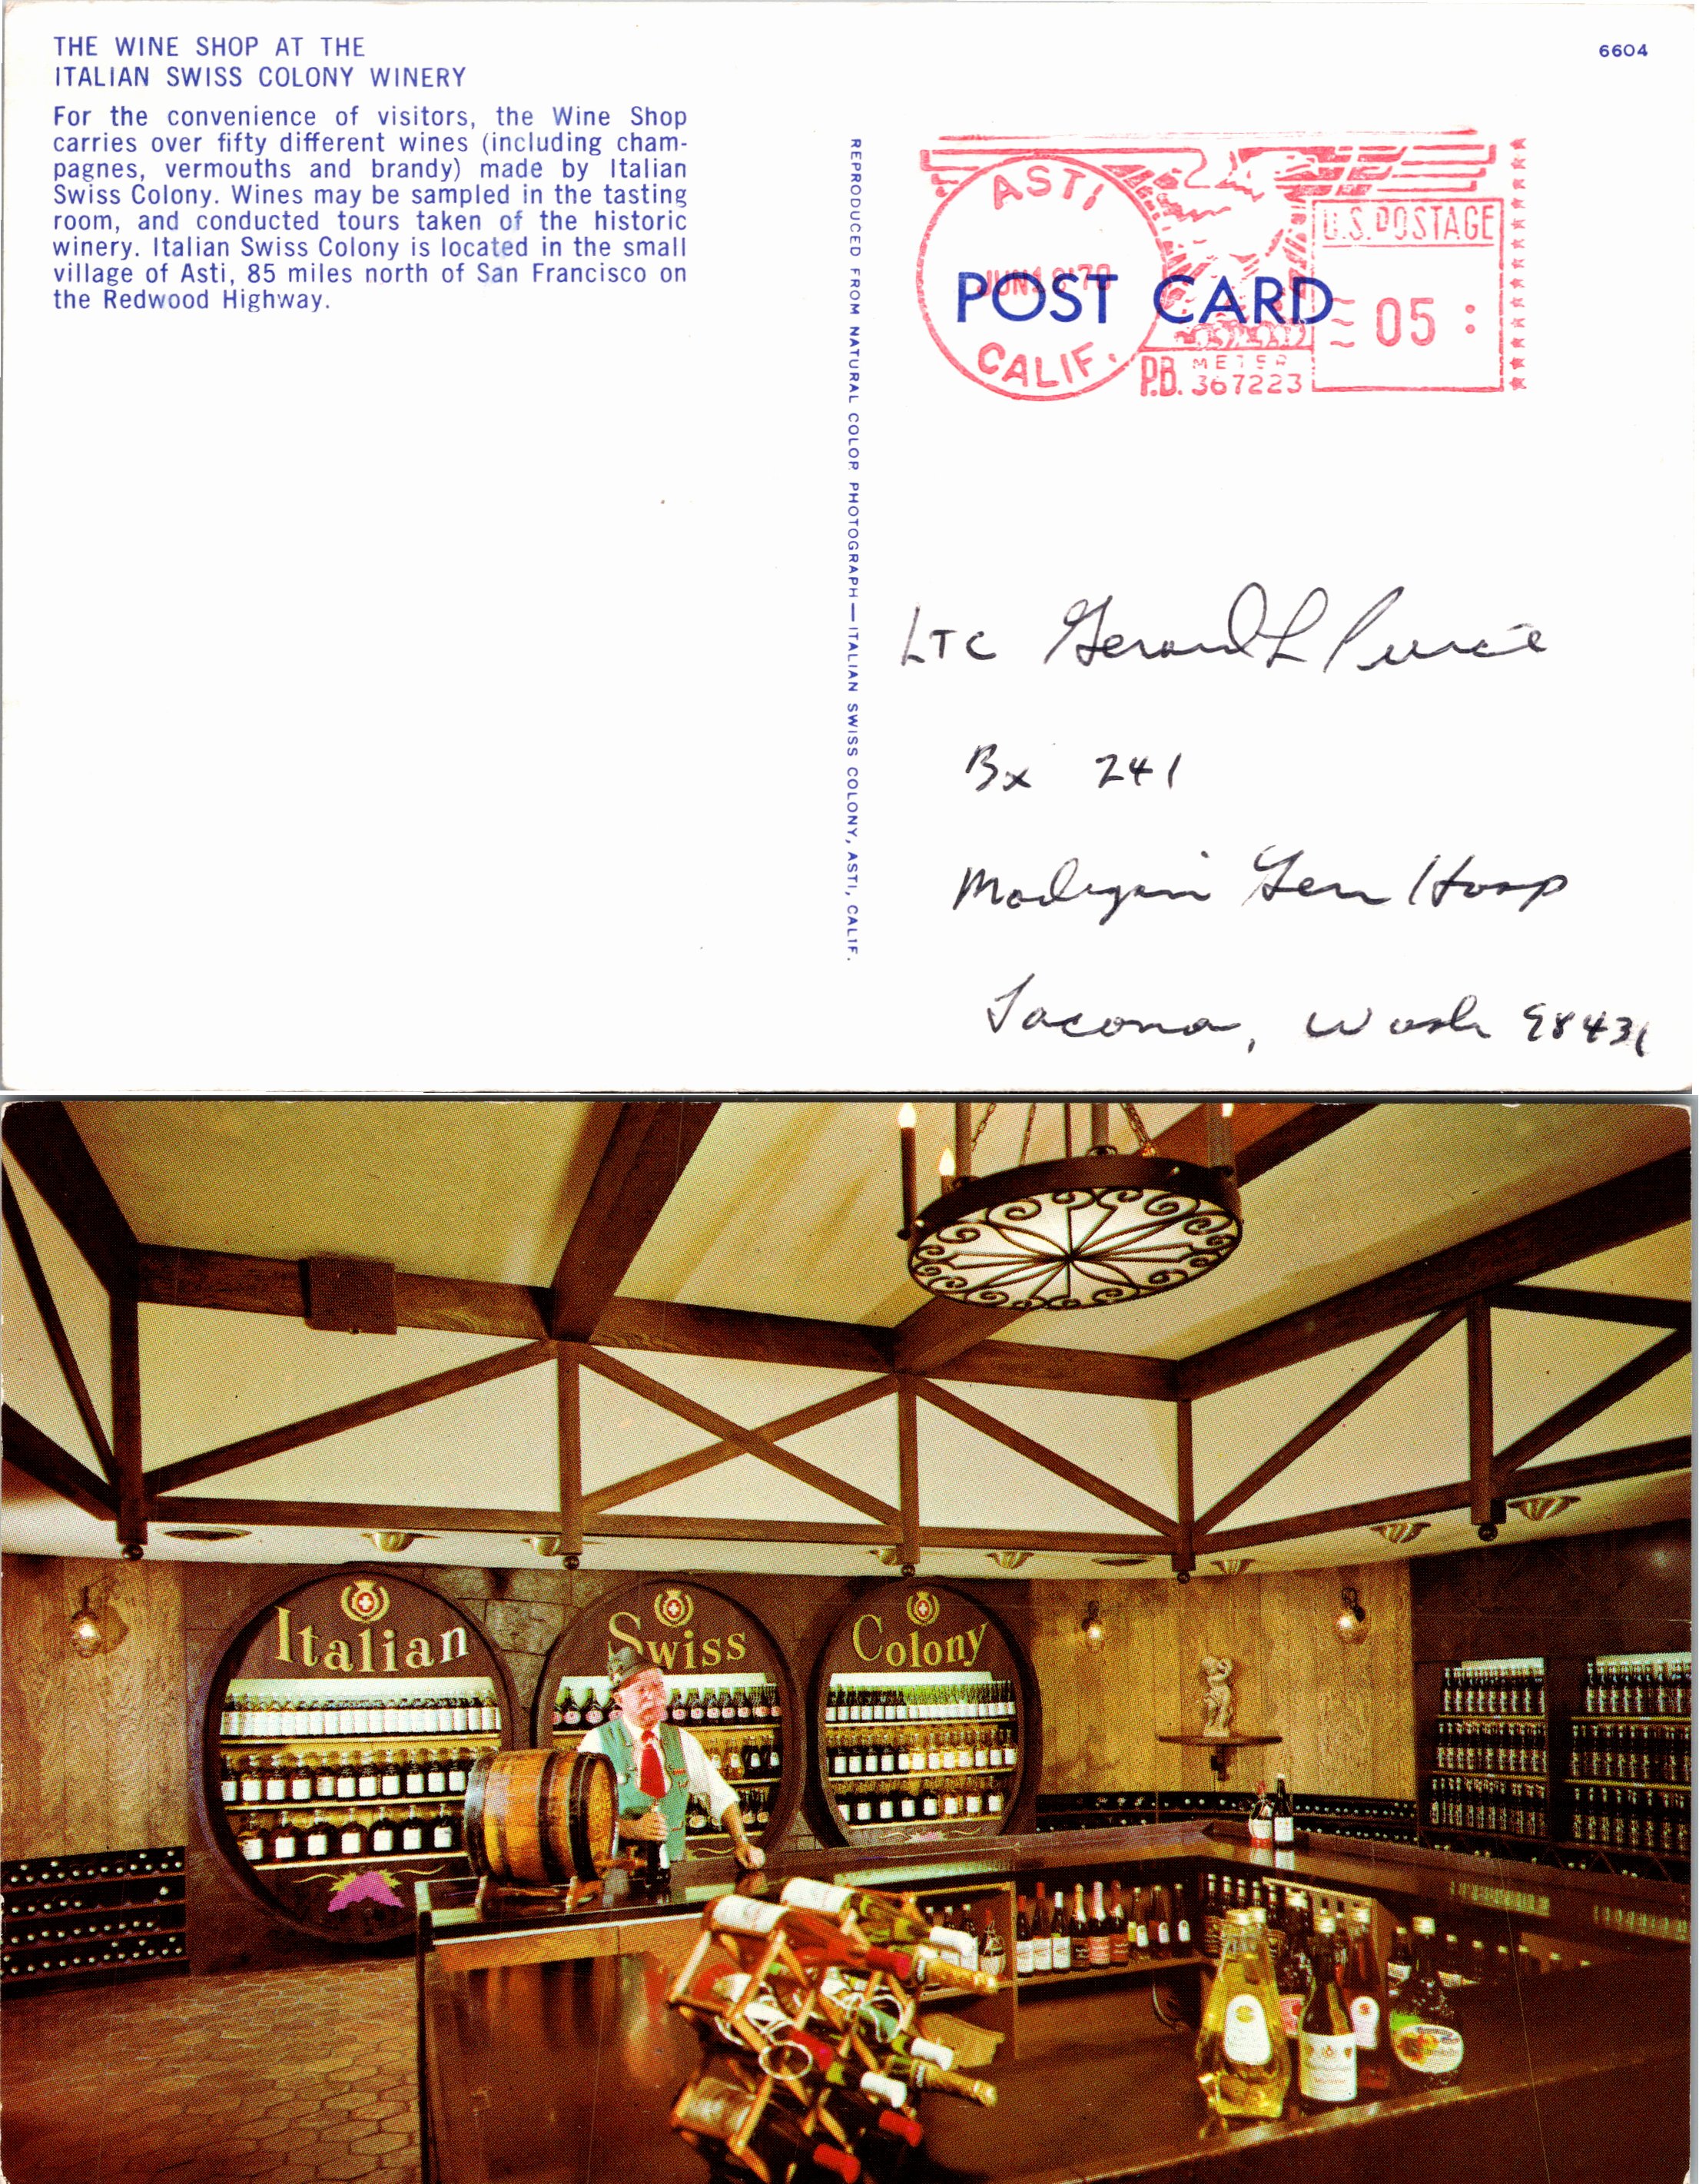 THE WINE SHOP AT THE
ITALIAN SWISS COLONY WINERY
For the convenience of visitors, the Wine Shop
carries over fifty different wines (including cham-
pagnes, vermouths and brandy) made by Italian
Swiss Colony. Wines may be sampled in the tasting
room, and conducted tours taken of the historic
winery. Italian Swiss Colony is located in the small
village of Asti, 85 miles north of San Francisco on
the Redwood Highway.
6604
REPRODUCED FROM NATURAL COLOR PHOTOGRAPH—ITALIAN SWISS COLONY, ASTI, CALIF.
ASTI
CALIF.
U.S. POSTAGE
05
P.B. METER
367223
POST CARD
LTC Gerard L
Bx 241
Madigan Gen Hosp
Tacoma, Wash 98431
Italian
Swiss
Colony